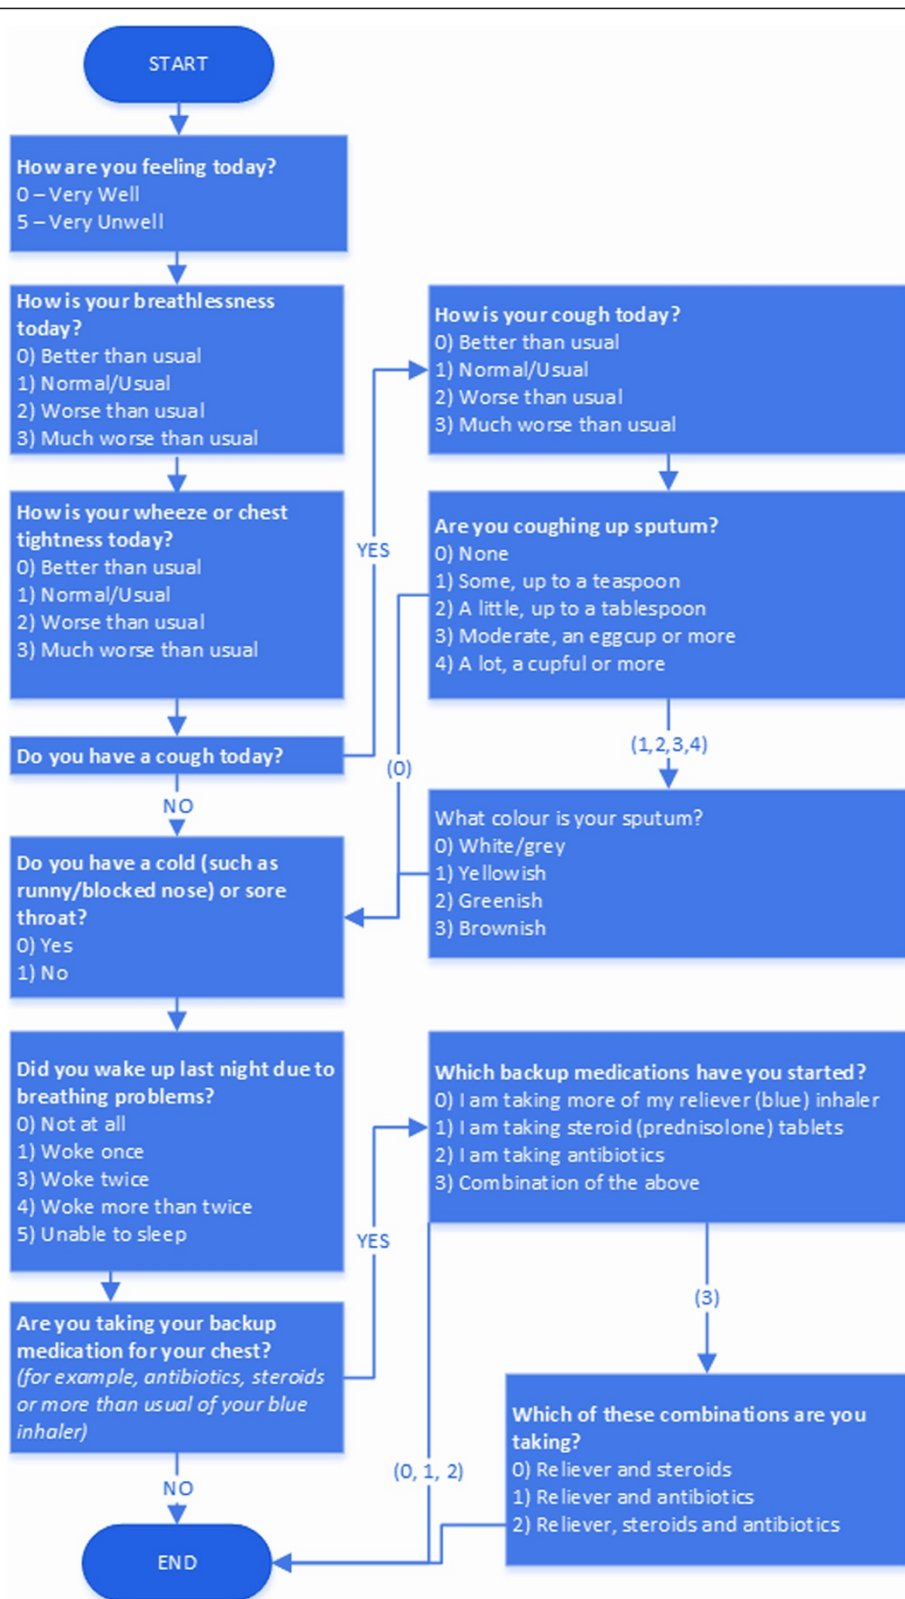 START
How are you feeling today?
0 – Very Well
5 – Very Unwell
How is your breathlessness
today?
0) Better than usual
1) Normal/Usual
2) Worse than usual
3) Much worse than usual
How is your wheeze or chest
tightness today?
0) Better than usual
1) Normal/Usual
2) Worse than usual
3) Much worse than usual
Do you have a cough today?
YES
How is your cough today?
0) Better than usual
1) Normal/Usual
2) Worse than usual
3) Much worse than usual
Are you coughing up sputum?
0) None
1) Some, up to a teaspoon
2) A little, up to a tablespoon
3) Moderate, an eggcup or more
4) A lot, a cupful or more
(1,2,3,4)
(0)
What colour is your sputum?
0) White/grey
1) Yellowish
2) Greenish
3) Brownish
NO
Do you have a cold (such as
runny/blocked nose) or sore
throat?
0) Yes
1) No
Did you wake up last night due to
breathing problems?
0) Not at all
1) Woke once
3) Woke twice
4) Woke more than twice
5) Unable to sleep
Are you taking your backup
medication for your chest?
(for example, antibiotics, steroids
or more than usual of your blue
inhaler)
YES
Which backup medications have you started?
0) I am taking more of my reliever (blue) inhaler
1) I am taking steroid (prednisolone) tablets
2) I am taking antibiotics
3) Combination of the above
(3)
Which of these combinations are you
taking?
0) Reliever and steroids
1) Reliever and antibiotics
2) Reliever, steroids and antibiotics
(0, 1, 2)
NO
END